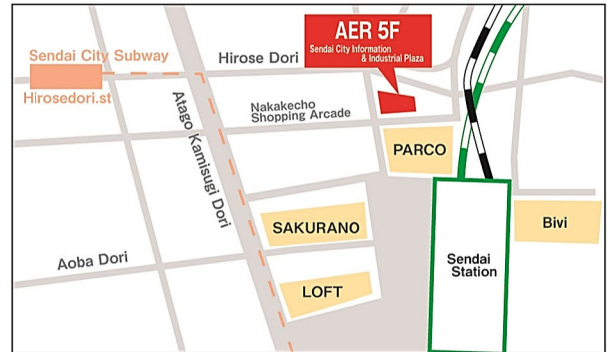 AER 5F
Sendai City Information
& Industrial Plaza
Sendai City Subway
Hirosedori.st
Hirose Dori
Atago Kamisugi Dori
Nakakecho
Shopping Arcade
PARCO
SAKURANO
Aoba Dori
LOFT
Sendai
Station
Bivi